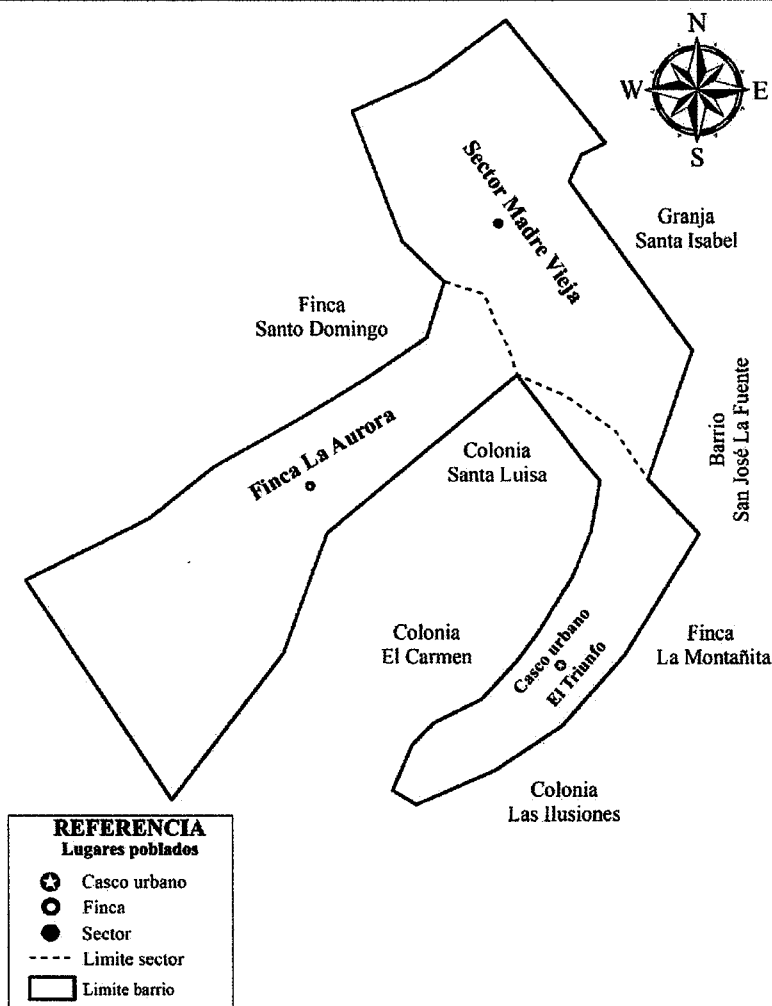 N
W E
S
Sector Madre Vieja
Granja
Santa Isabel
Finca
Santo Domingo
Barrio
San José La Fuente
Finca La Aurora
Colonia
Santa Luisa
Colonia
El Carmen
Casco urbano
El Triunfo
Finca
La Montañita
Colonia
Las Ilusiones
REFERENCIA
Lugares poblados
Casco urbano
Finca
Sector
Limite sector
Limite barrio